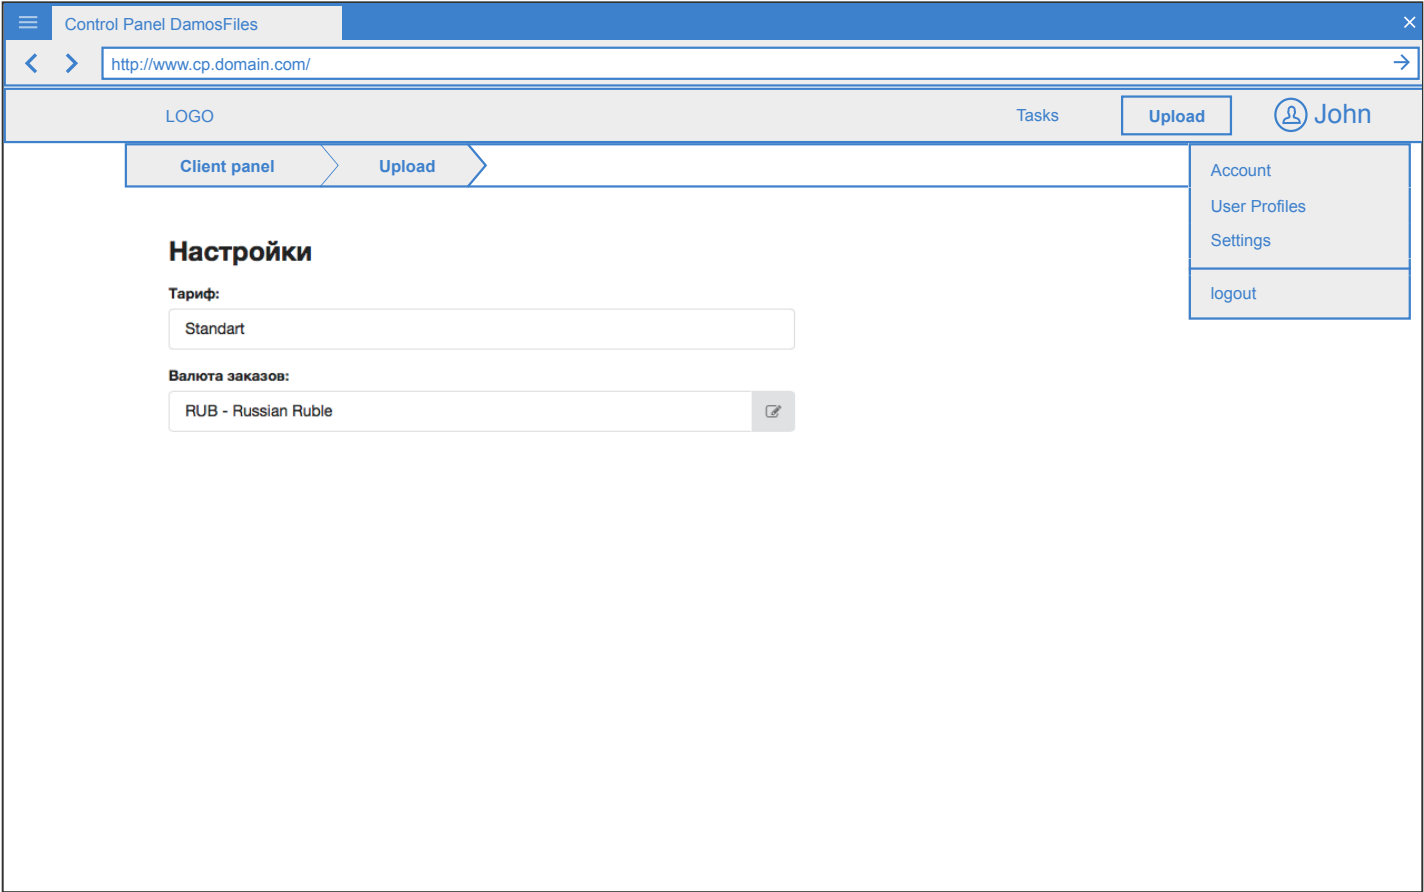 Control Panel DamosFiles
http://www.cp.domain.com/
LOGO
Tasks
Upload
John
Client panel
Upload
Account
User Profiles
Settings
logout
Настройки
Тариф:
Standart
Валюта заказов:
RUB - Russian Ruble